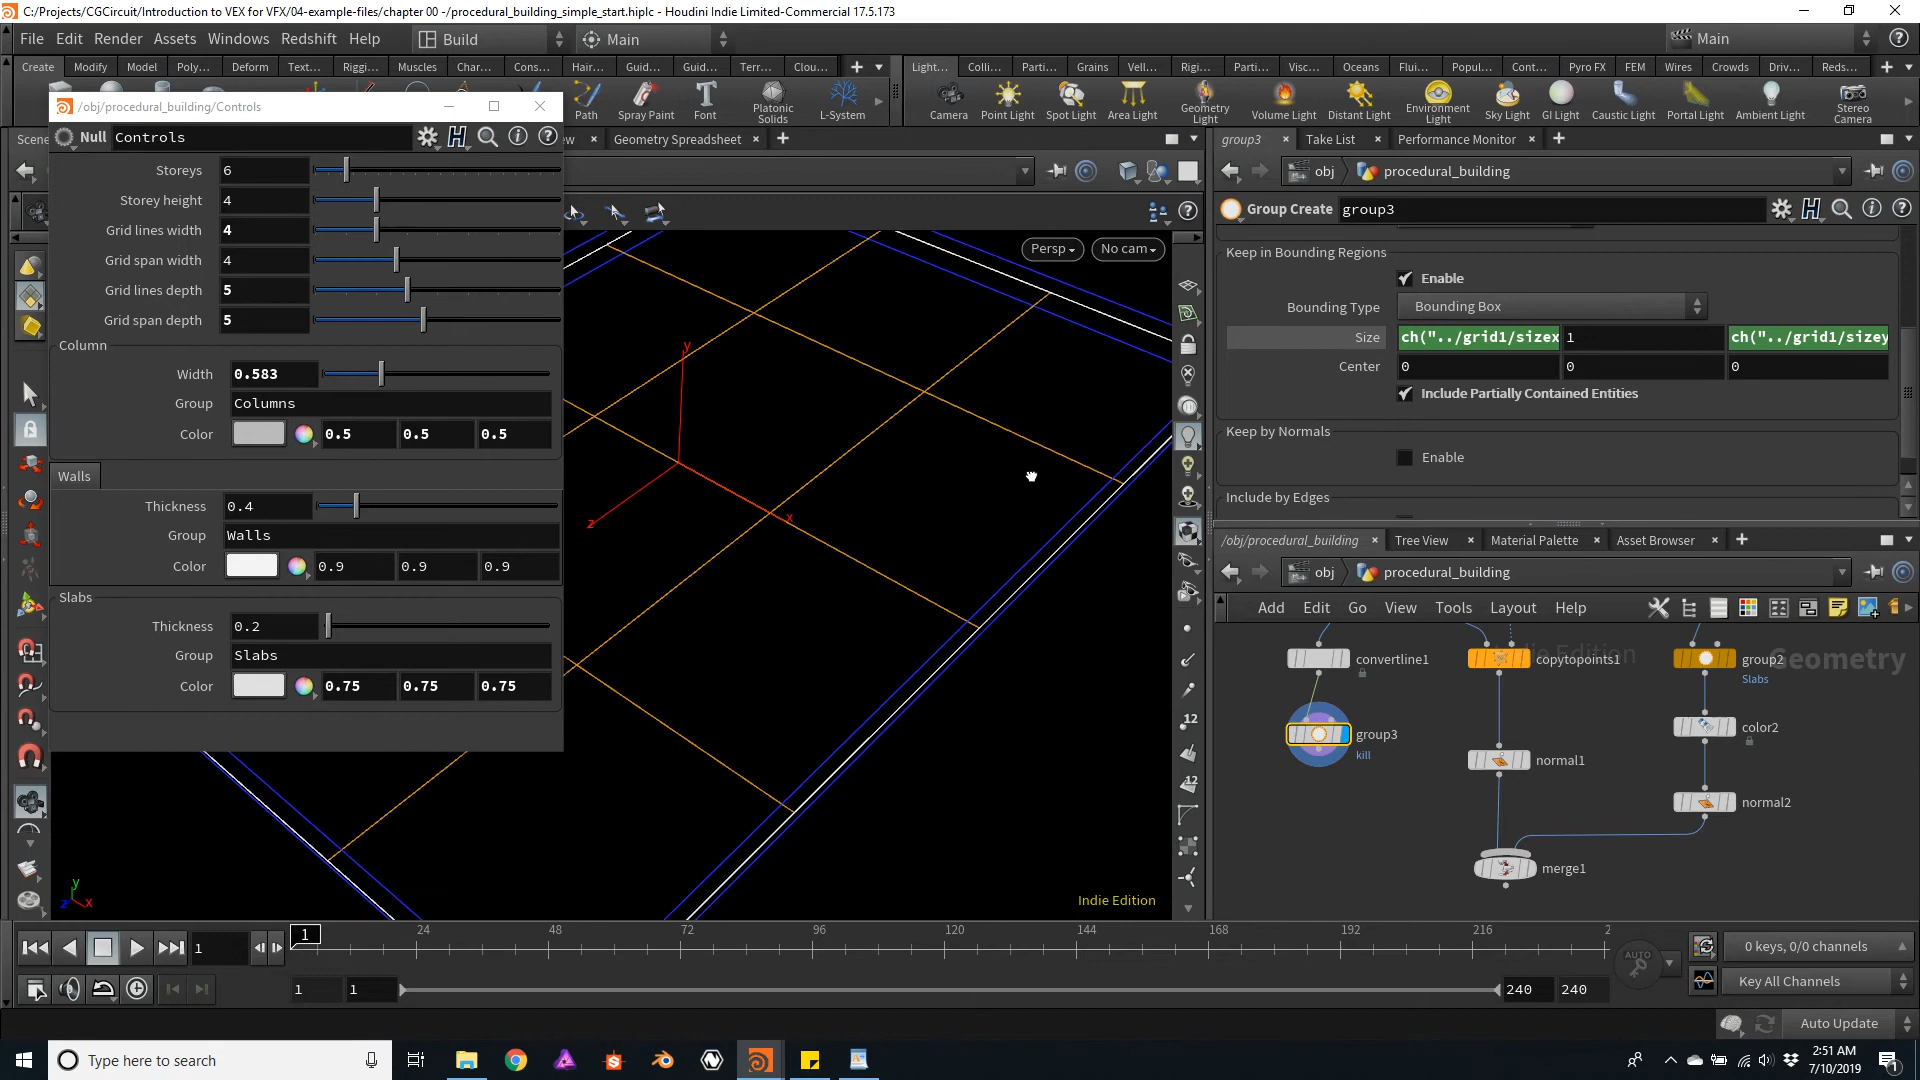 C:/Projects/CGCircuit/Introduction to VEX for VFX/04-example-files/chapter 00 -/procedural_building_simple_start.hiplc - Houdini Indie Limited-Commercial 17.5.173
File Edit Render Assets Windows Redshift Help Build Main Main
Create Modify Model Poly... Deform Text... Riggi... Muscles Char... Cons... Hair... Guid... Guid... Terr... Clou...
Light... Colli... Parti... Grains Vell... Rigi... Parti... Visc... Oceans Flui... Popul... Cont... Pyro FX FEM Wires Crowds Driv... Reds...
Path Spray Paint Font Platonic Solids L-System
Camera Point Light Spot Light Area Light Geometry Light Volume Light Distant Light Environment Light Sky Light GI Light Caustic Light Portal Light Ambient Light Stereo Camera
/obj/procedural_building/Controls
Null Controls
Storeys 6
Storey height 4
Grid lines width 4
Grid span width 4
Grid lines depth 5
Grid span depth 5
Column
Width 0.583
Group Columns
Color 0.5 0.5 0.5
Walls
Thickness 0.4
Group Walls
Color 0.9 0.9 0.9
Slabs
Thickness 0.2
Group Slabs
Color 0.75 0.75 0.75
Scene
ew Geometry Spreadsheet
Persp No cam
y
x
z
y
z x
Indie Edition
12
12
group3 Take List Performance Monitor
obj procedural_building
Group Create group3
Keep in Bounding Regions
Enable
Bounding Type Bounding Box
Size ch("../grid1/sizex 1 ch("../grid1/sizey
Center 0 0 0
Include Partially Contained Entities
Keep by Normals
Enable
Include by Edges
/obj/procedural_building Tree View Material Palette Asset Browser
obj procedural_building
Add Edit Go View Tools Layout Help
Indie Edition
Geometry
convertline1 copytopoints1 group2
Slabs
group3
kill
color2
normal1
normal2
merge1
1
1 24 48 72 96 120 144 168 192 216 2
AUTO
0 keys, 0/0 channels
1 1 240 240
Key All Channels
Auto Update
Type here to search
2:51 AM
7/10/2019
1